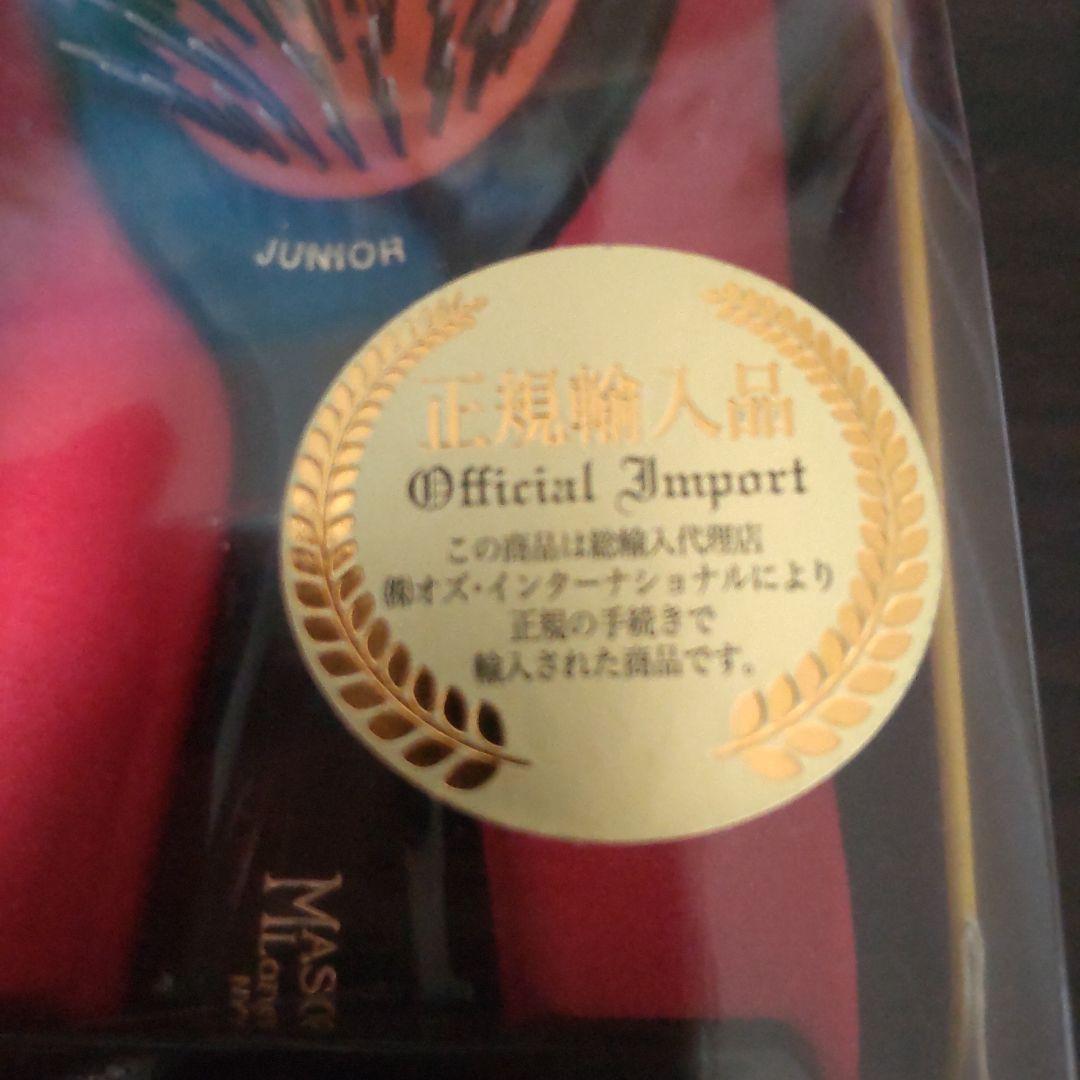 JUNIOR
正規輸入品
Official Import
この商品は総輸入代理店
㈱オズ・インターナショナルにより
正規の手続きで
輸入された商品です。
MASO
LON